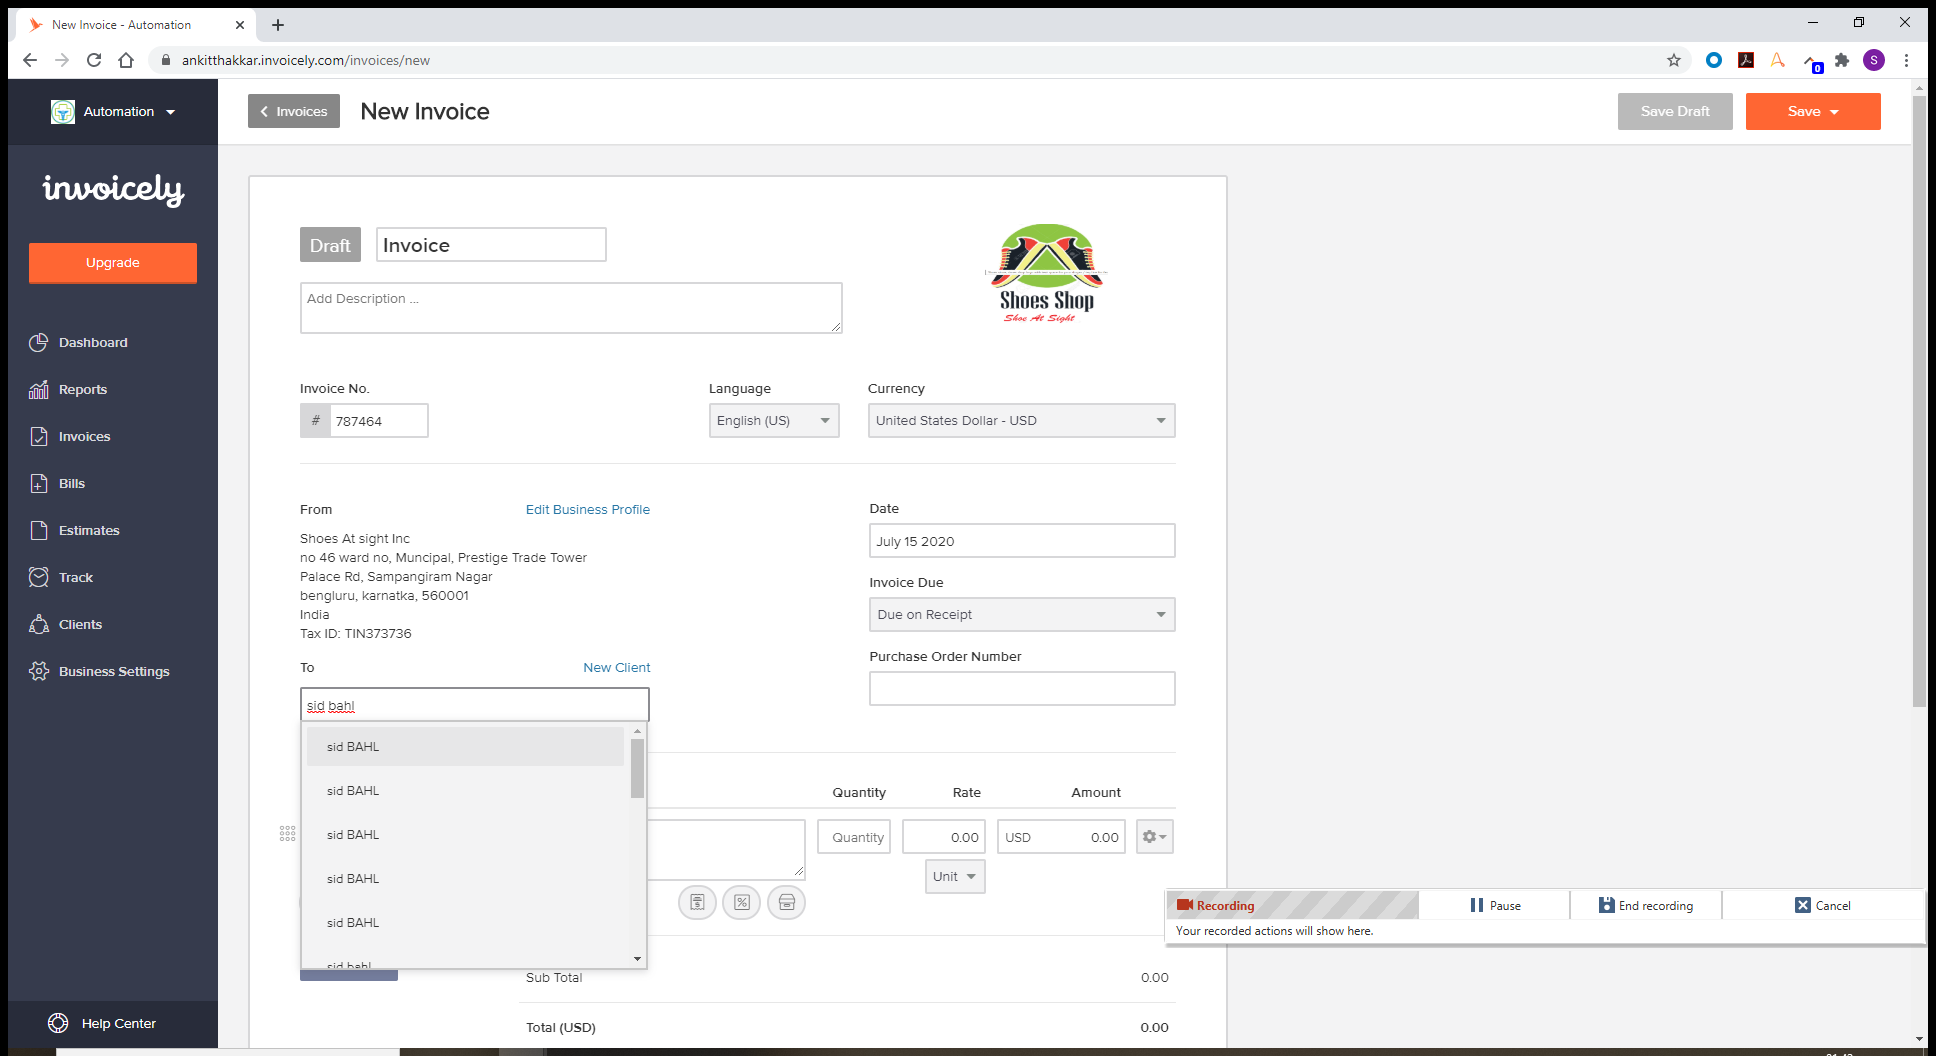 New Invoice - Automation
ankitthakkar.invoicely.com/invoices/new
S
0
Automation
Invoices
New Invoice
Save Draft
Save
invoicely
Upgrade
Dashboard
Reports
Invoices
Bills
Estimates
Track
Clients
Business Settings
Help Center
Draft
Invoice
Add Description ...
Shoes Shop
Shoe At Sight
Invoice No.
Language
Currency
# 787464
English (US)
United States Dollar - USD
From
Edit Business Profile
Shoes At sight Inc
no 46 ward no, Muncipal, Prestige Trade Tower
Palace Rd, Sampangiram Nagar
bengluru, karnatka, 560001
India
Tax ID: TIN373736
Date
July 15 2020
Invoice Due
Due on Receipt
Purchase Order Number
To
New Client
sid bahl
sid BAHL
sid BAHL
sid BAHL
sid BAHL
sid BAHL
sid bahl
Quantity Rate Amount
Quantity 0.00 USD 0.00
Unit
Sub Total 0.00
Total (USD) 0.00
Recording
Pause
End recording
Cancel
Your recorded actions will show here.